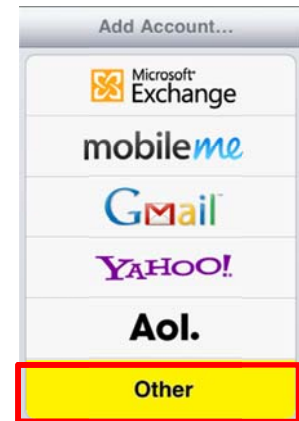 Add Account...
Microsoft
Exchange
mobileme
Gmail
YAHOO!
Aol.
Other